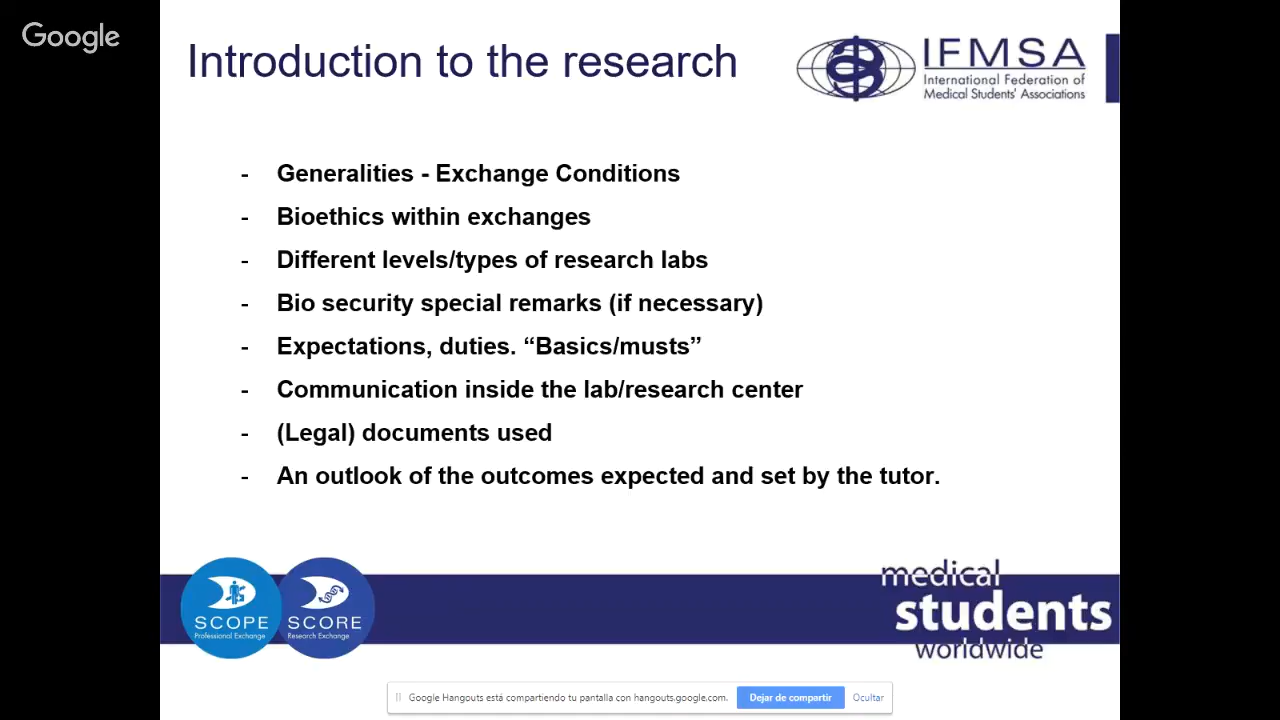 Google
Introduction to the research
IFMSA
International Federation of
Medical Students' Associations
- Generalities - Exchange Conditions
- Bioethics within exchanges
- Different levels/types of research labs
- Bio security special remarks (if necessary)
- Expectations, duties. “Basics/musts”
- Communication inside the lab/research center
- (Legal) documents used
- An outlook of the outcomes expected and set by the tutor.
SCOPE
Professional Exchange
SCORE
Research Exchange
medical
students
worldwide
Google Hangouts está compartiendo tu pantalla con hangouts.google.com.
Dejar de compartir
Ocultar